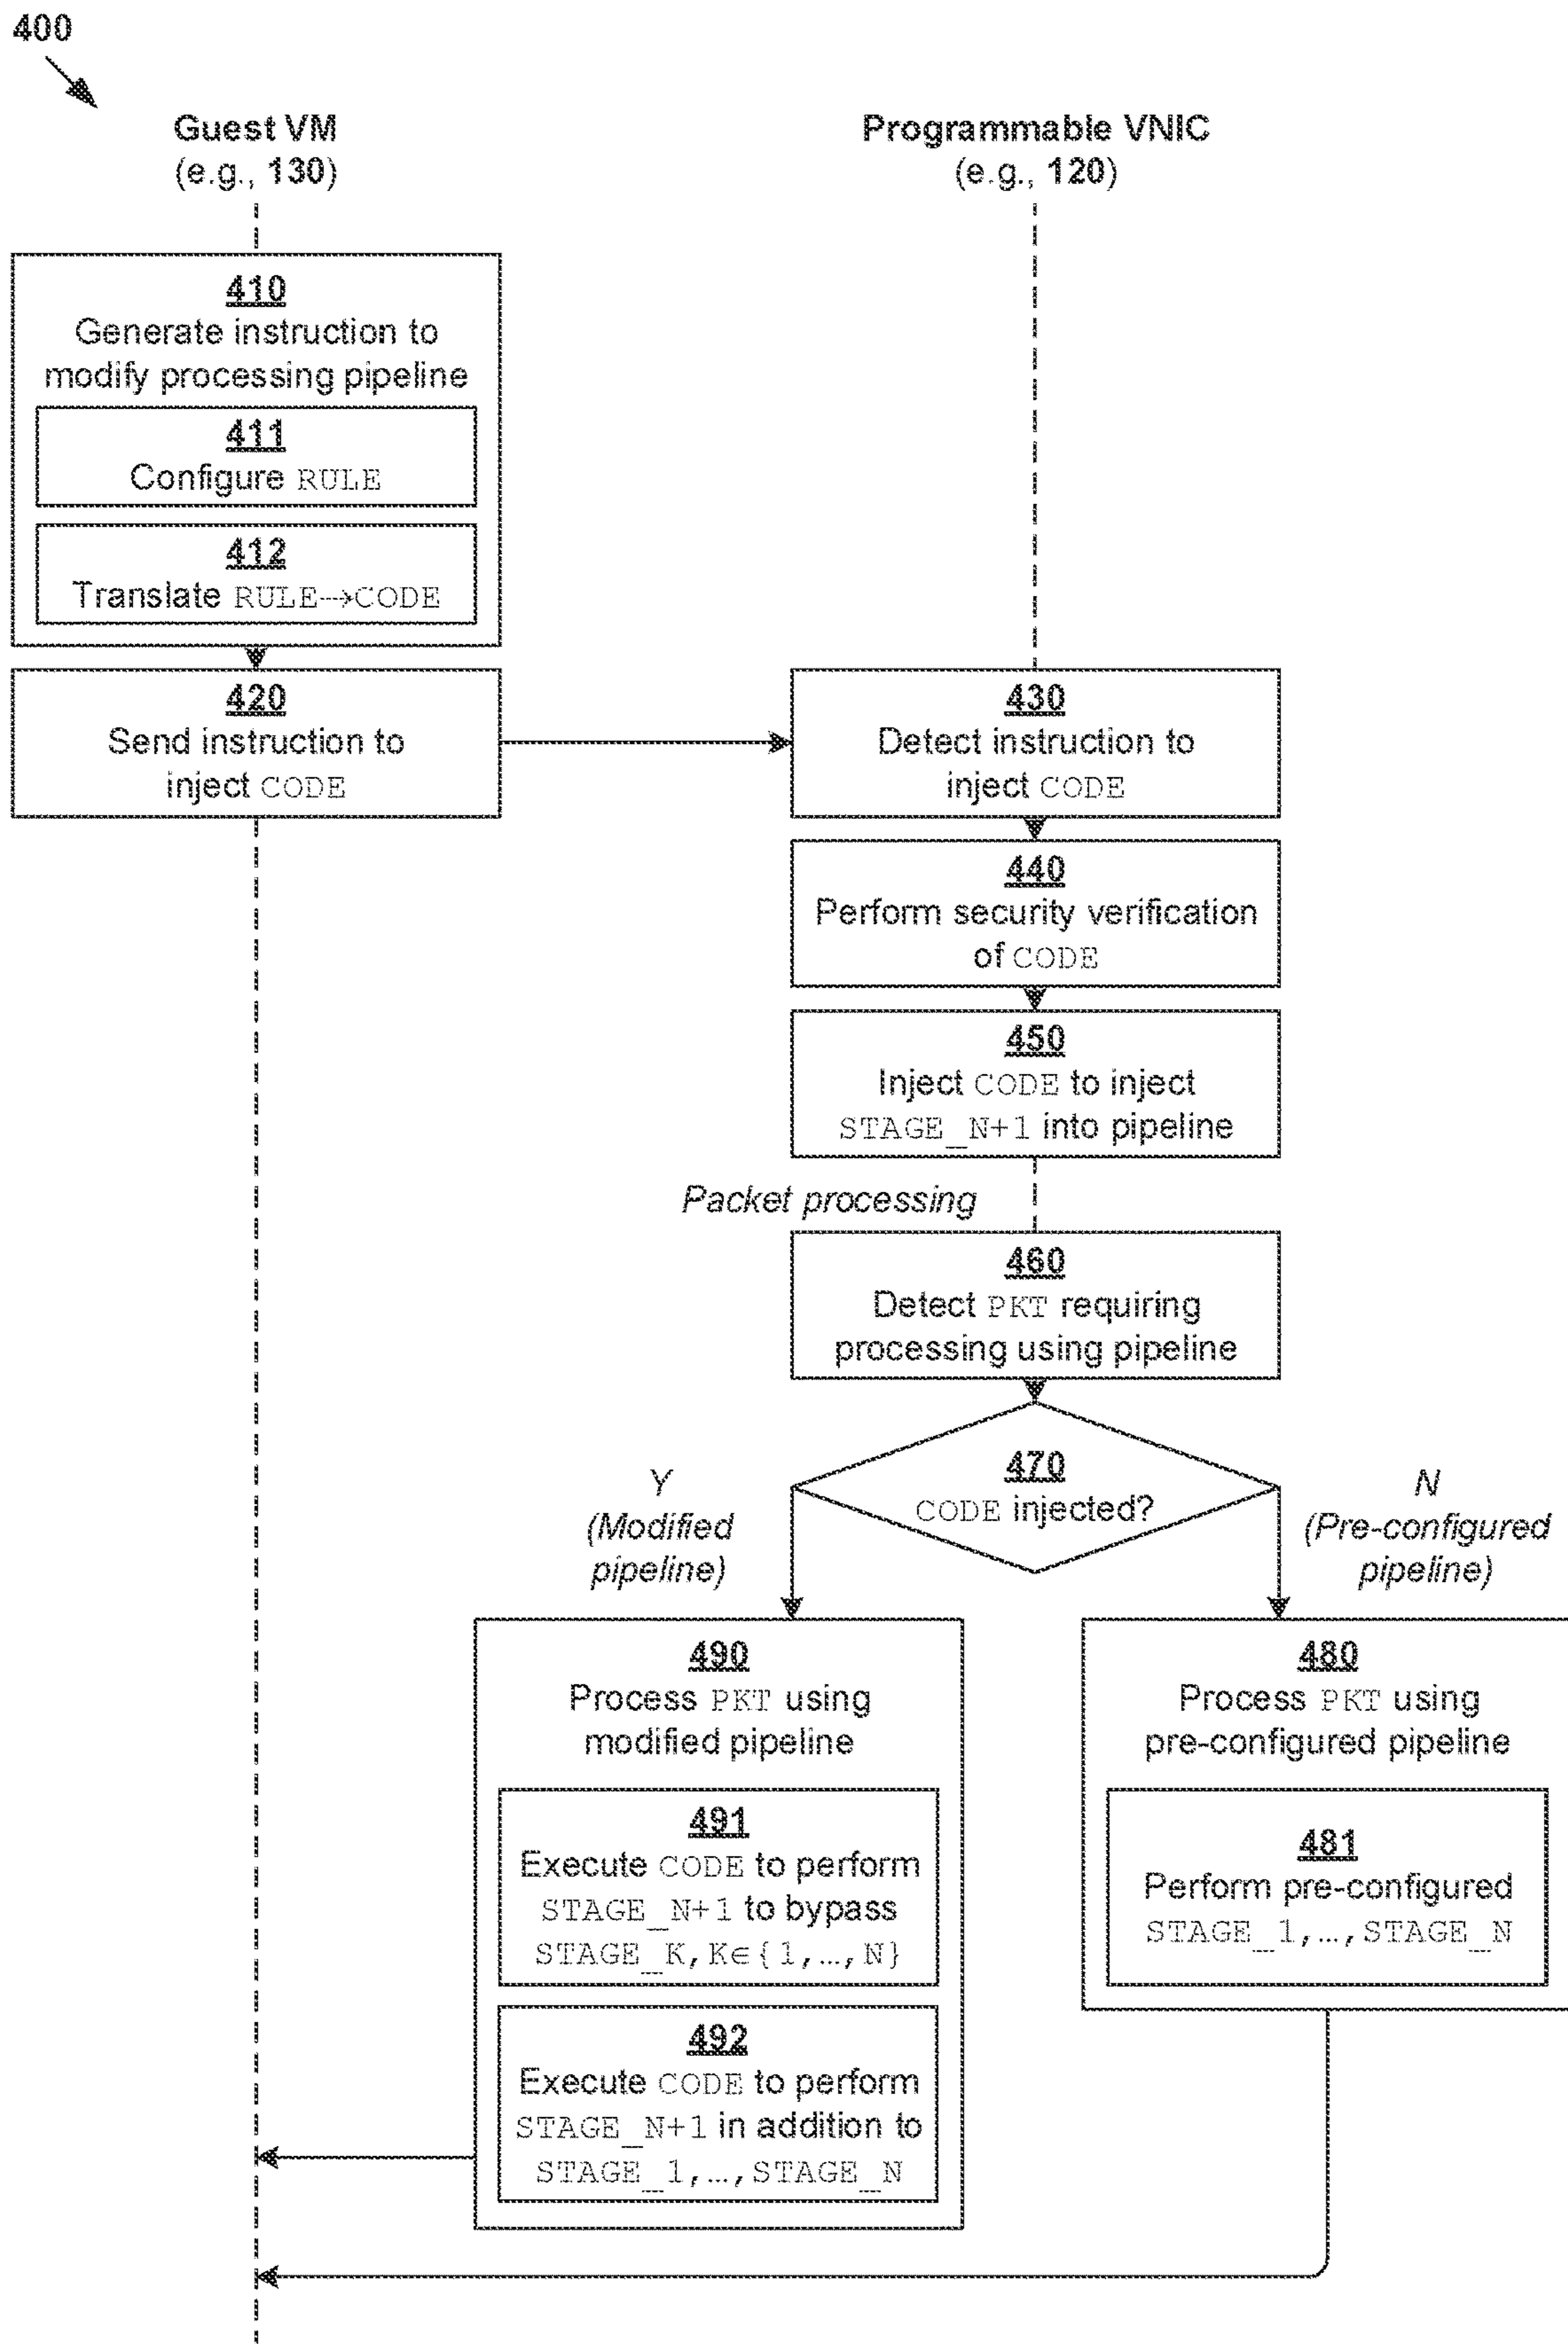 400
Guest VM
(e.g., 130)
Programmable VNIC
(e.g., 120)
410
Generate instruction to
modify processing pipeline
411
Configure RULE
412
Translate RULE→CODE
420
Send instruction to
inject CODE
430
Detect instruction to
inject CODE
440
Perform security verification
of CODE
450
Inject CODE to inject
STAGE_N+1 into pipeline
Packet processing
460
Detect PKT requiring
processing using pipeline
470
CODE injected?
Y
(Modified
pipeline)
N
(Pre-configured
pipeline)
490
Process PKT using
modified pipeline
491
Execute CODE to perform
STAGE_N+1 to bypass
STAGE_K, K∈{1,…,N}
492
Execute CODE to perform
STAGE_N+1 in addition to
STAGE_1,…,STAGE_N
480
Process PKT using
pre-configured pipeline
481
Perform pre-configured
STAGE_1,…,STAGE_N